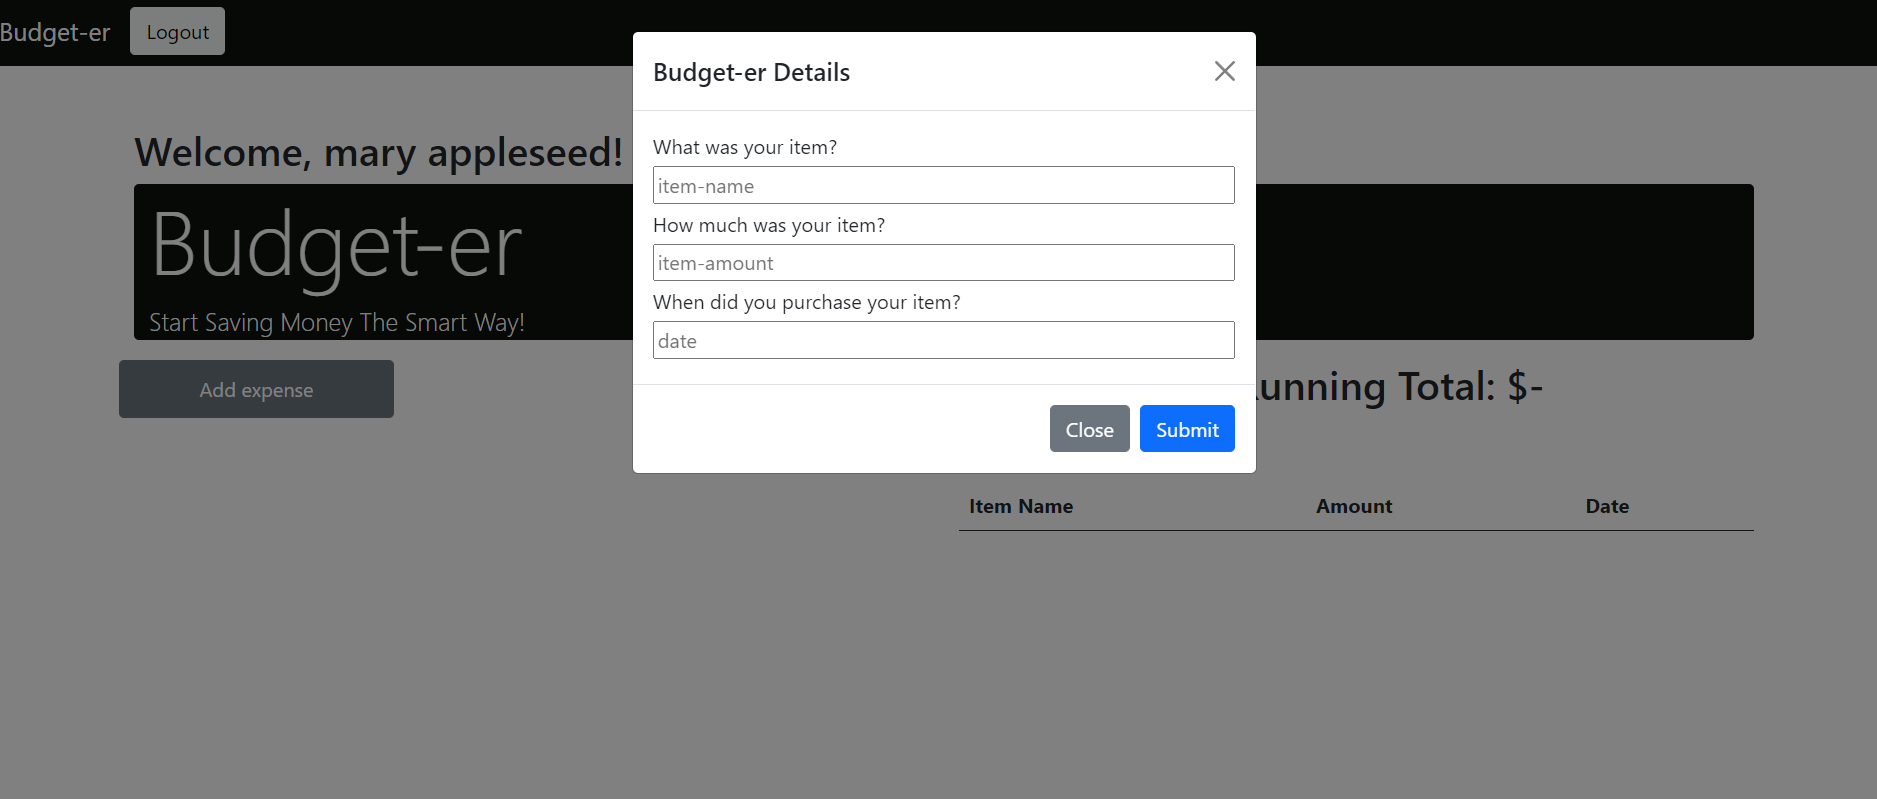 Budget-er Logout
Budget-er Details
Welcome, mary appleseed!
What was your item?
item-name
Budget-er
How much was your item?
item-amount
When did you purchase your item?
Start Saving Money The Smart Way!
date
Add expense
Total: $-
Close Submit
Item Name Amount Date